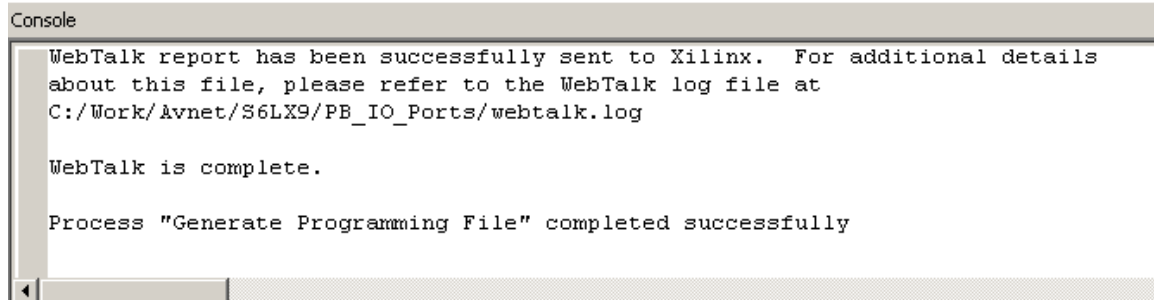 Console
WebTalk report has been successfully sent to Xilinx.  For additional details
about this file, please refer to the WebTalk log file at
C:/Work/Avnet/S6LX9/PB_IO_Ports/webtalk.log
WebTalk is complete.
Process "Generate Programming File" completed successfully